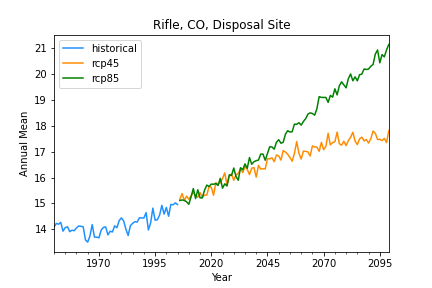 Rifle, CO, Disposal Site
historical
rcp45
rcp85
Annual Mean
21
20
19
18
17
16
15
14
1970
1995
2020
2045
2070
2095
Year